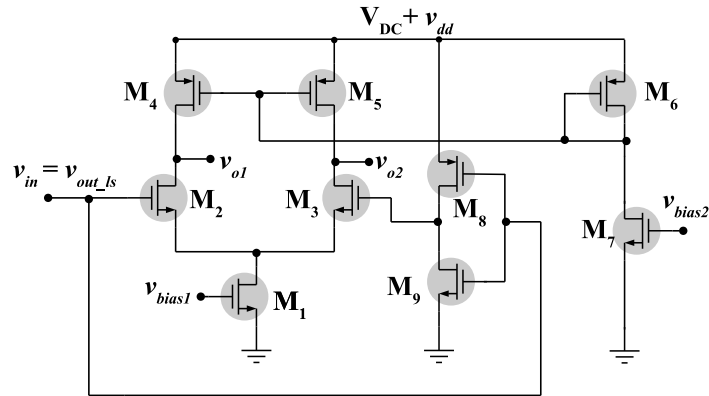 V_DC + v_dd
M_4
M_5
M_6
v_in = v_out_ls
v_o1
v_o2
M_2
M_3
M_8
M_7
v_bias2
v_bias1
M_1
M_9